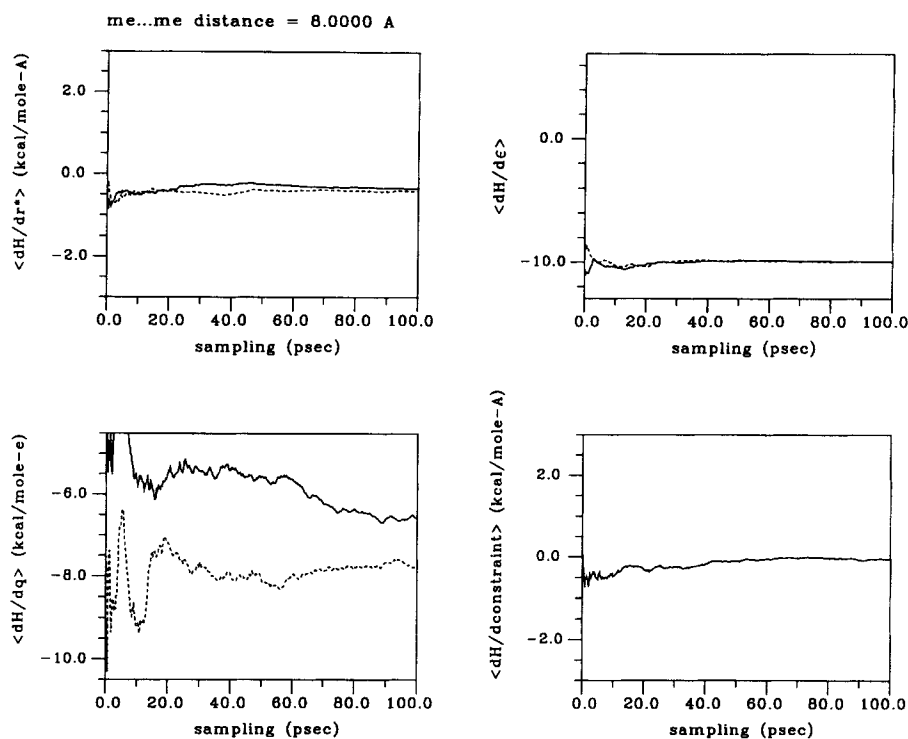 me...me distance = 8.0000 A
<dH/dr*> (kcal/mole-A)
2.0
0.0
-2.0
0.0 20.0 40.0 60.0 80.0 100.0
sampling (psec)
<dH/dϵ>
0.0
-10.0
0.0 20.0 40.0 60.0 80.0 100.0
sampling (psec)
<dH/dq> (kcal/mole-e)
-6.0
-8.0
-10.0
0.0 20.0 40.0 60.0 80.0 100.0
sampling (psec)
<dH/dconstraint> (kcal/mole-A)
2.0
0.0
-2.0
0.0 20.0 40.0 60.0 80.0 100.0
sampling (psec)